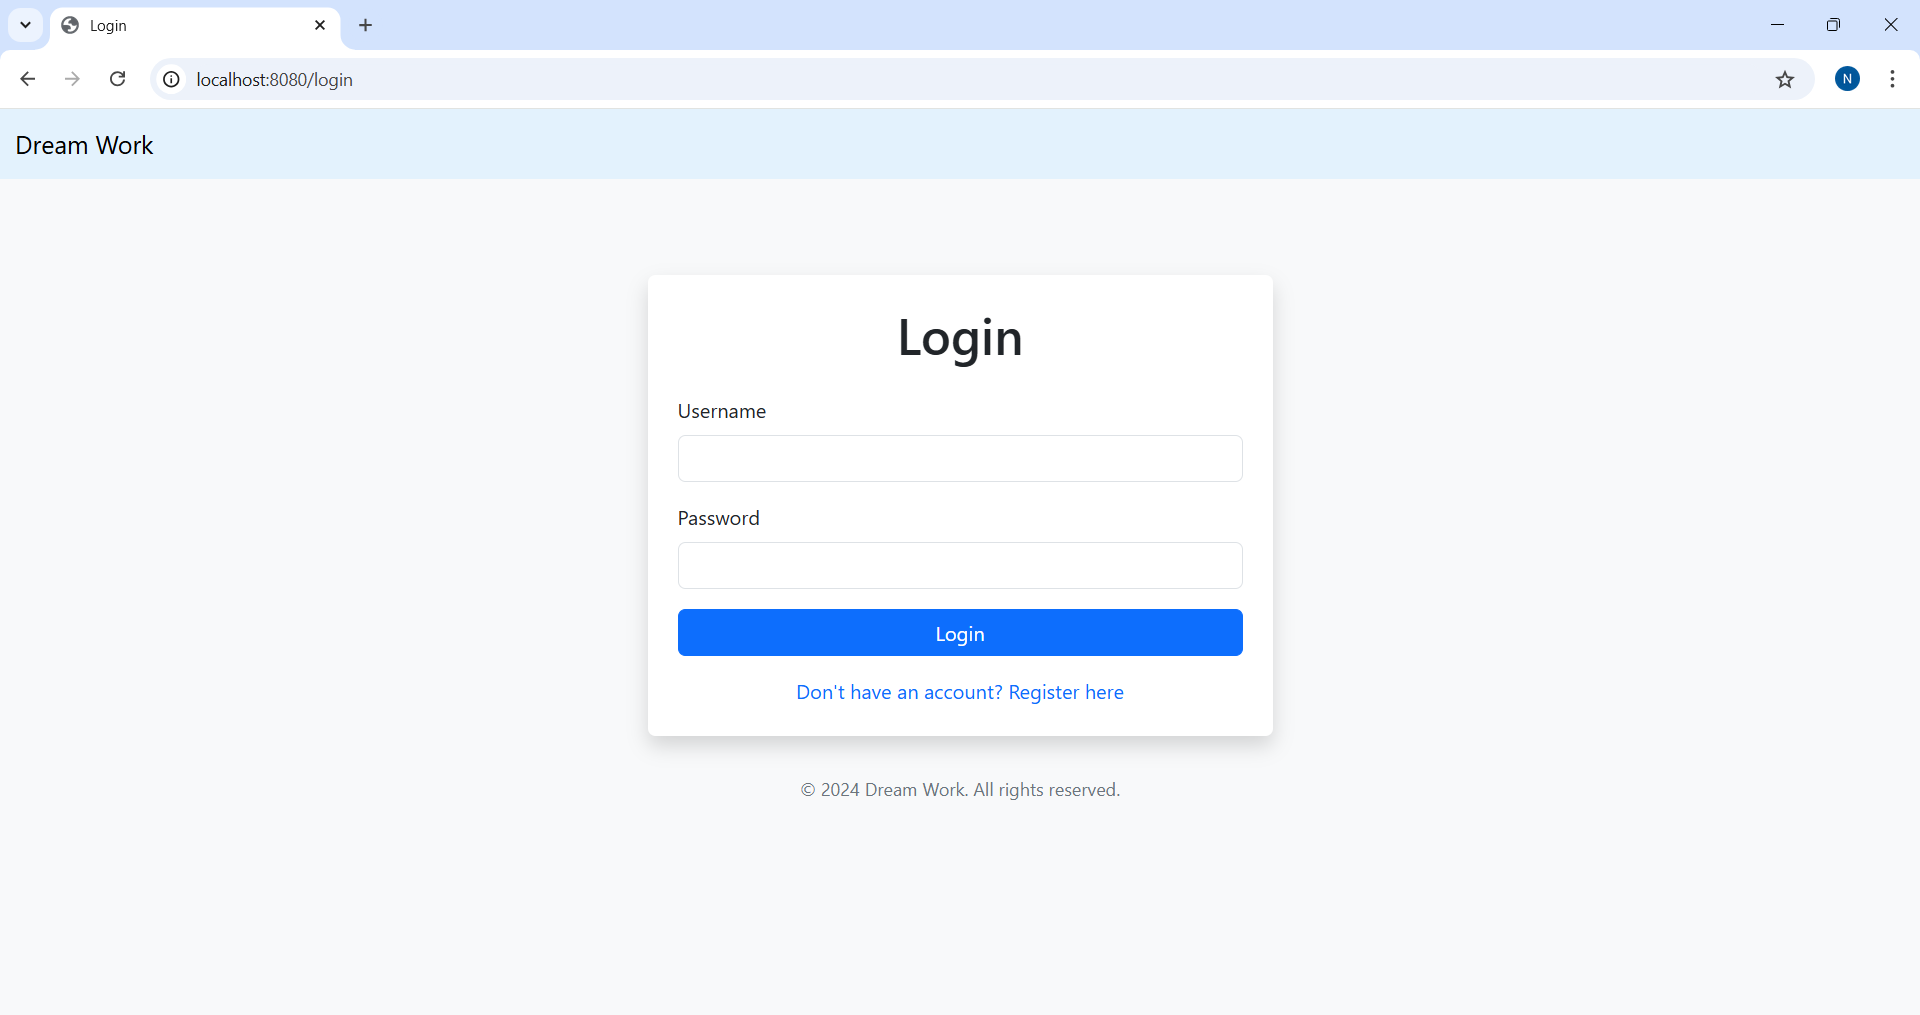 Login
localhost:8080/login
N
Dream Work
Login
Username
Password
Login
Don't have an account? Register here
© 2024 Dream Work. All rights reserved.